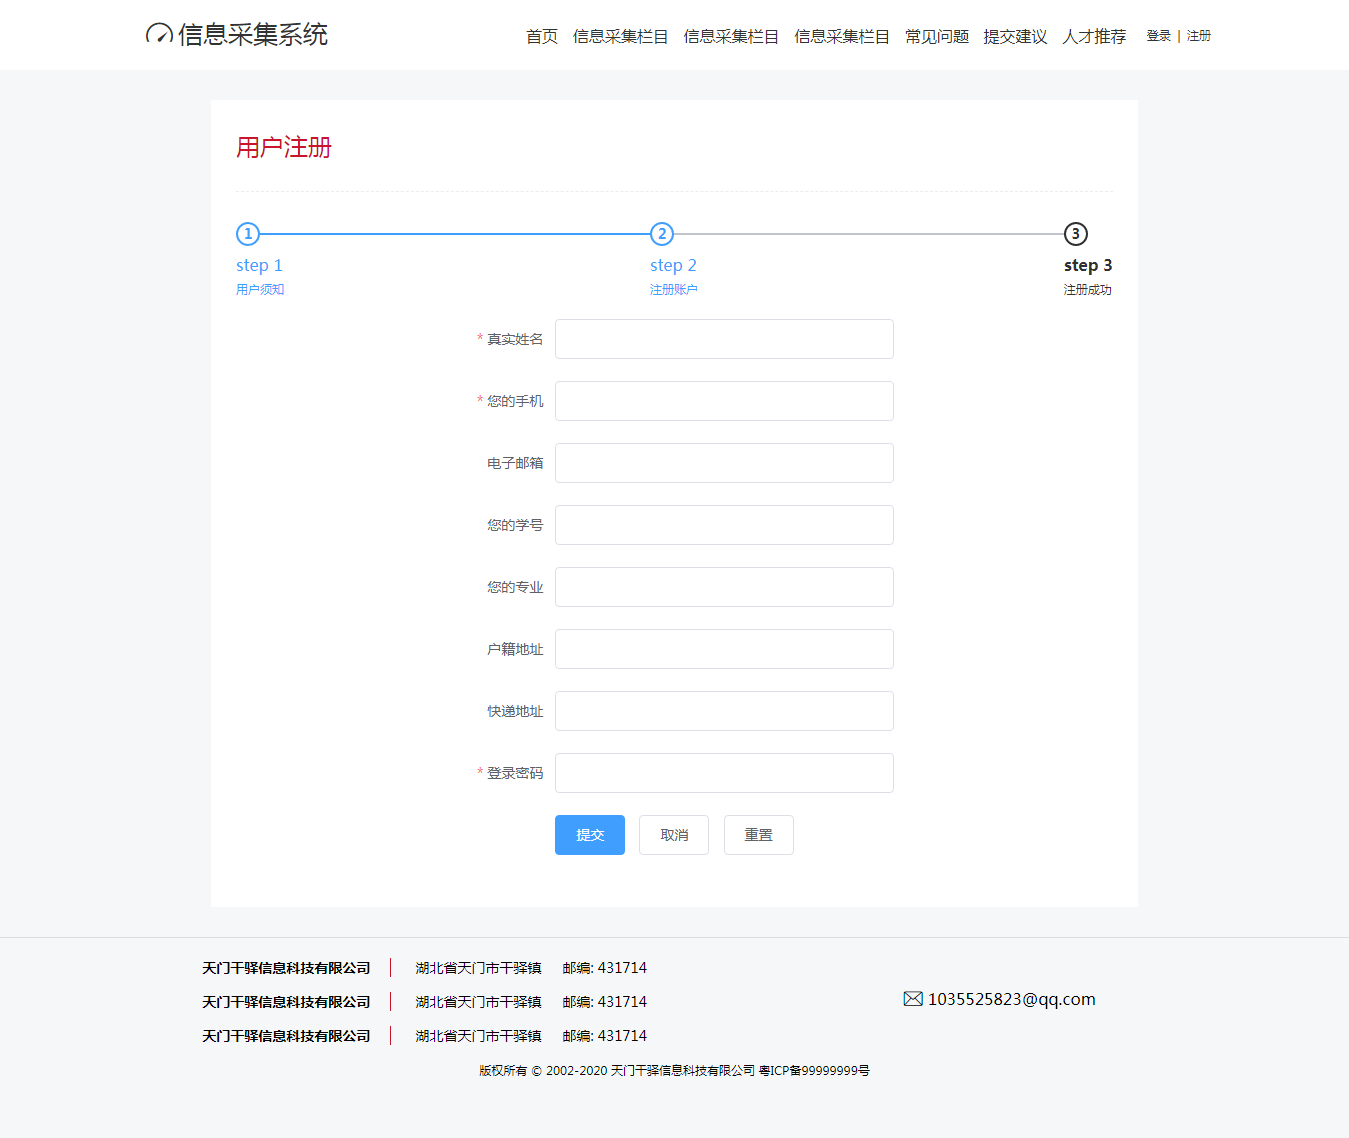 信息采集系统
首页 信息采集栏目 信息采集栏目 信息采集栏目 常见问题 提交建议 人才推荐 登录 | 注册
用户注册
1 2 3
step 1 step 2 step 3
用户须知 注册账户 注册成功
* 真实姓名
* 您的手机
电子邮箱
您的学号
您的专业
户籍地址
快递地址
* 登录密码
提交 取消 重置
天门干驿信息科技有限公司 湖北省天门市干驿镇 邮编: 431714
天门干驿信息科技有限公司 湖北省天门市干驿镇 邮编: 431714
1035525823@qq.com
天门干驿信息科技有限公司 湖北省天门市干驿镇 邮编: 431714
版权所有 © 2002-2020 天门干驿信息科技有限公司 粤ICP备99999999号